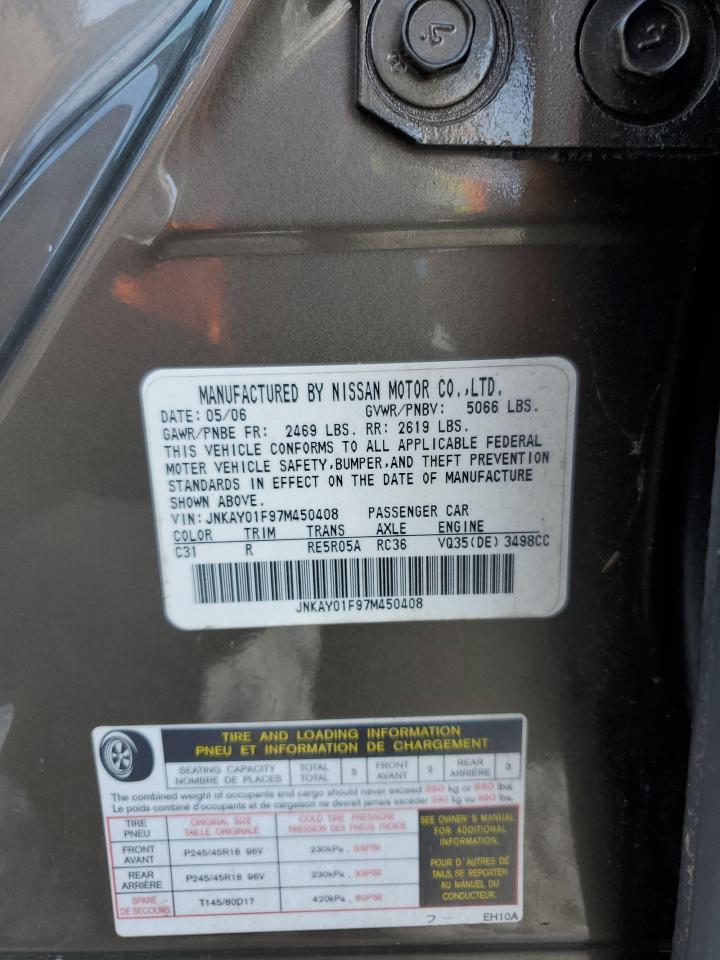 7
4
MANUFACTURED BY NISSAN MOTOR CO.,LTD.
DATE: 05/06 GVWR/PNBV: 5066 LBS.
GAWR/PNBE FR: 2469 LBS. RR: 2619 LBS.
THIS VEHICLE CONFORMS TO ALL APPLICABLE FEDERAL
MOTER VEHICLE SAFETY,BUMPER,AND THEFT PREVENTION
STANDARDS IN EFFECT ON THE DATE OF MANUFACTURE
SHOWN ABOVE.
VIN: JNKAY01F97M450408 PASSENGER CAR
COLOR TRIM TRANS AXLE ENGINE
C31 R RE5R05A RC36 VQ35(DE) 3498CC
JNKAY01F97M450408
TIRE AND LOADING INFORMATION
PNEU ET INFORMATION DE CHARGEMENT
SEATING CAPACITY TOTAL 5 FRONT 2 REAR 3
NOMBRE DE PLACES TOTAL AVANT ARRIÈRE
The combined weight of occupants and cargo should never exceed 390 kg or 860 lbs.
Le poids combiné d'occupants et de cargaison ne devrait jamais excéder 390 kg ou 860 lbs.
TIRE ORIGINAL SIZE COLD TIRE PRESSURE
PNEU TAILLE ORIGINALE PRESSION DES PNEUS FROIDS
FRONT
AVANT P245/45R18 96V 230kPa, 33PSI
REAR
ARRIÈRE P245/45R18 96V 230kPa, 33PSI
SPARE
DE SECOURS T145/80D17 420kPa, 60PSI
SEE OWNER'S MANUAL
FOR ADDITIONAL
INFORMATION.
POUR D'AUTRES DE
TAILS, SE REPORTER
AU MANUEL DU
CONDUCTEUR.
EH10A